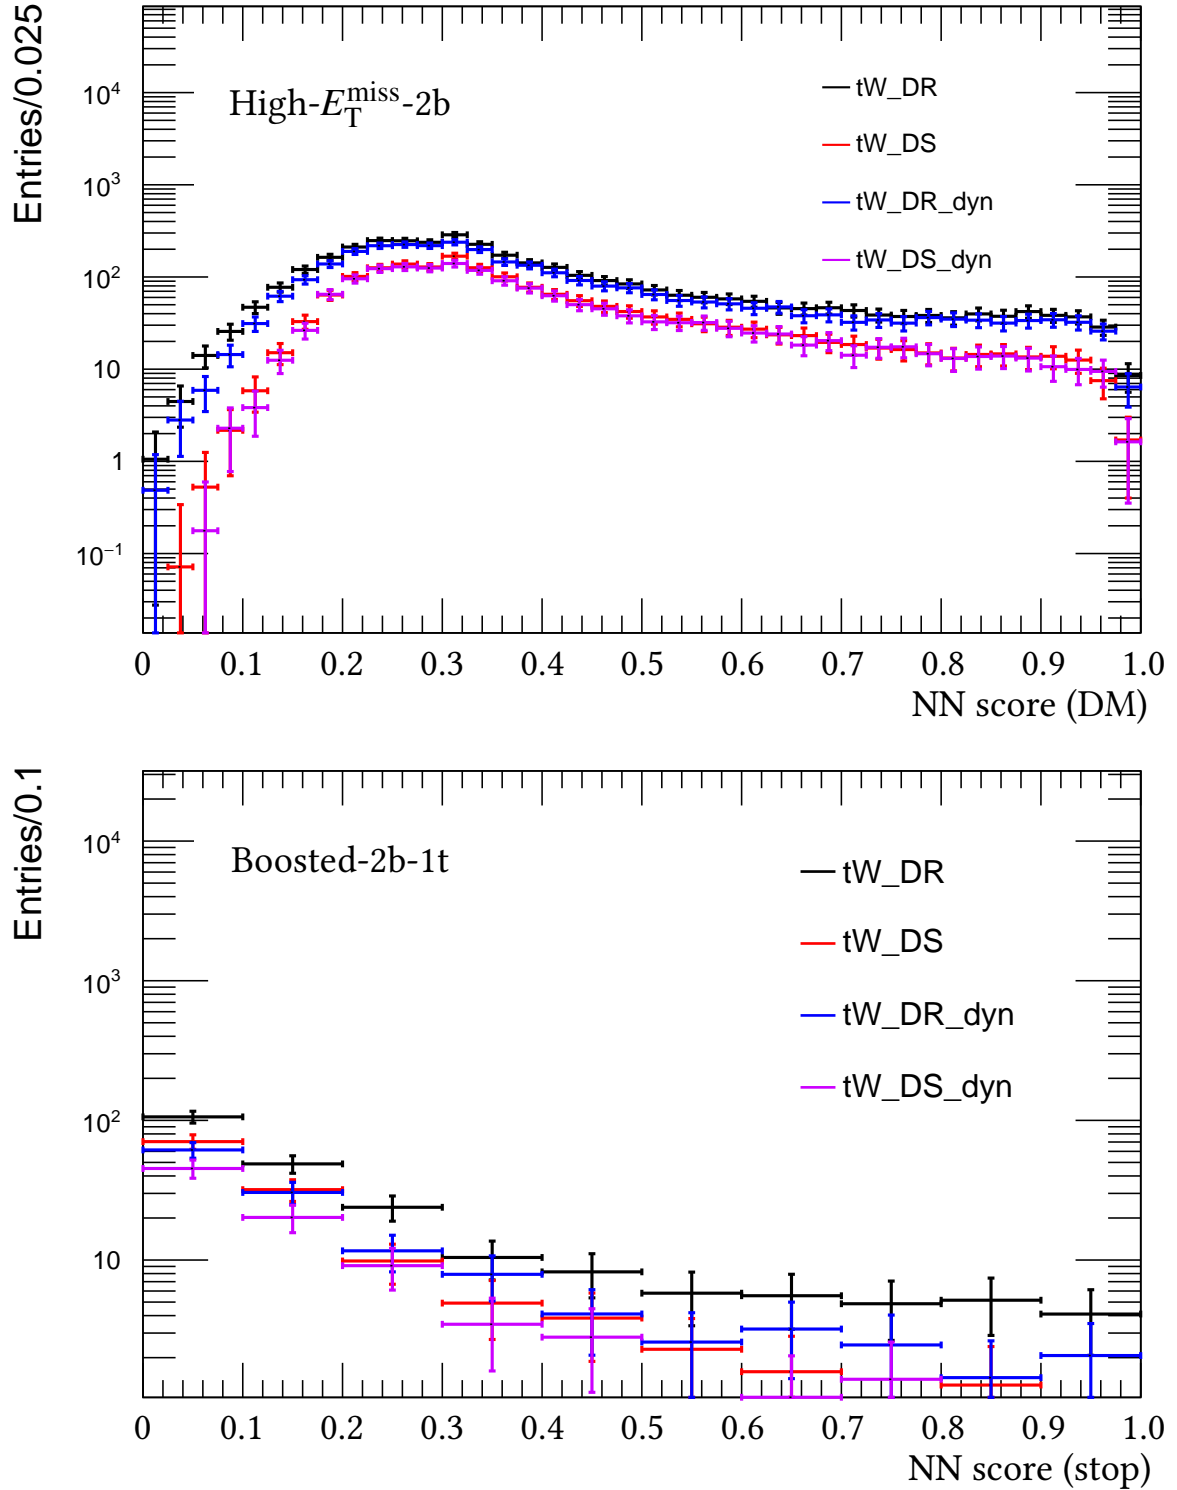 Entries/0.025
High-E_T^miss-2b
tW_DR
tW_DS
tW_DR_dyn
tW_DS_dyn
10^4
10^3
10^2
10
1
10^−1
0 0.1 0.2 0.3 0.4 0.5 0.6 0.7 0.8 0.9 1.0
NN score (DM)
Entries/0.1
Boosted-2b-1t
tW_DR
tW_DS
tW_DR_dyn
tW_DS_dyn
10^4
10^3
10^2
10
0 0.1 0.2 0.3 0.4 0.5 0.6 0.7 0.8 0.9 1.0
NN score (stop)